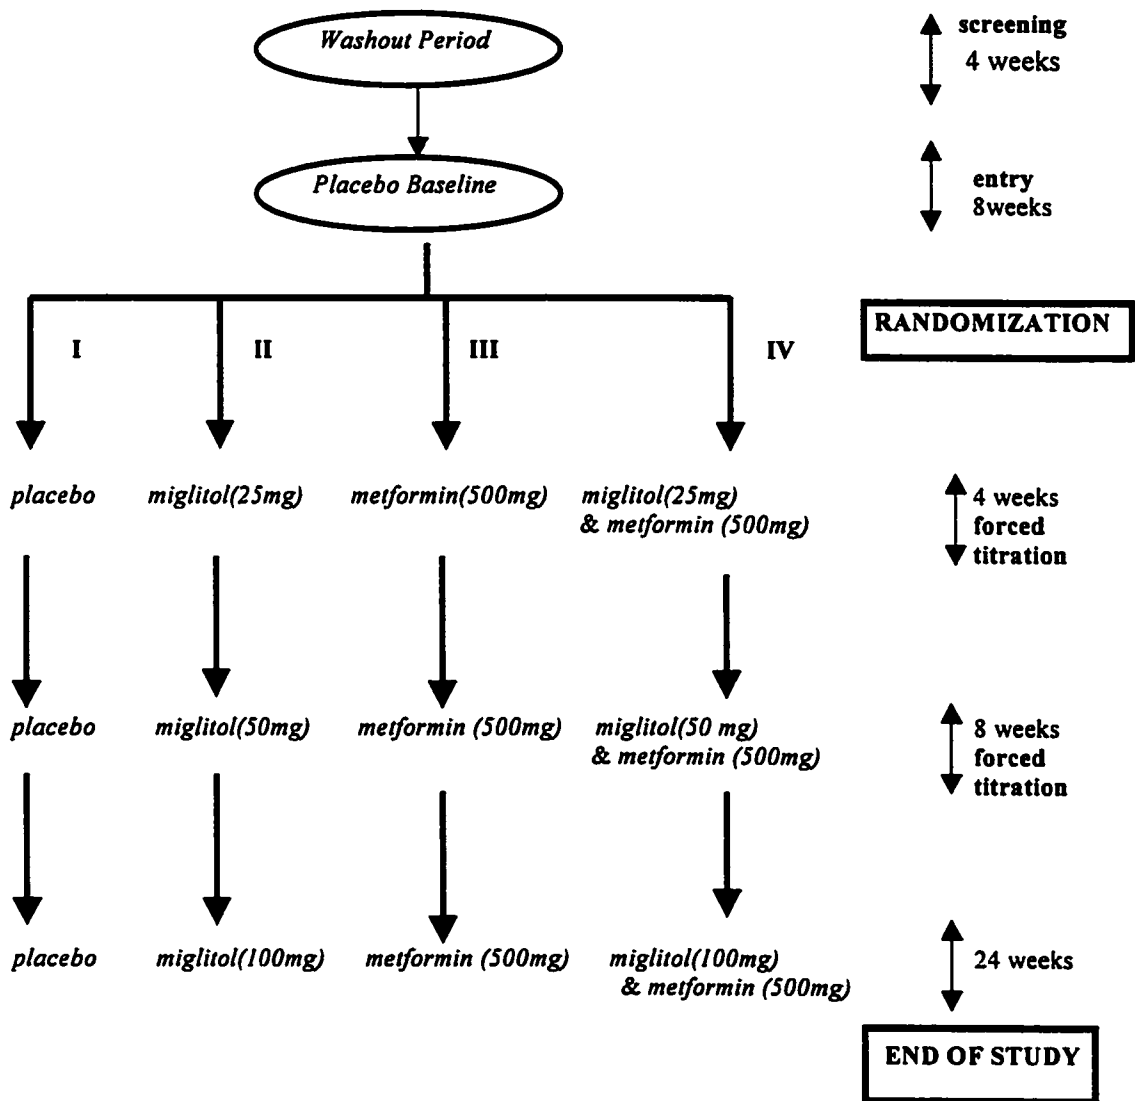 Washout Period
screening
4 weeks
Placebo Baseline
entry
8weeks
RANDOMIZATION
I
II
III
IV
placebo
miglitol(25mg)
metformin(500mg)
miglitol(25mg)
& metformin (500mg)
4 weeks
forced
titration
placebo
miglitol(50mg)
metformin (500mg)
miglitol(50 mg)
& metformin (500mg)
8 weeks
forced
titration
placebo
miglitol(100mg)
metformin (500mg)
miglitol(100mg)
& metformin (500mg)
24 weeks
END OF STUDY